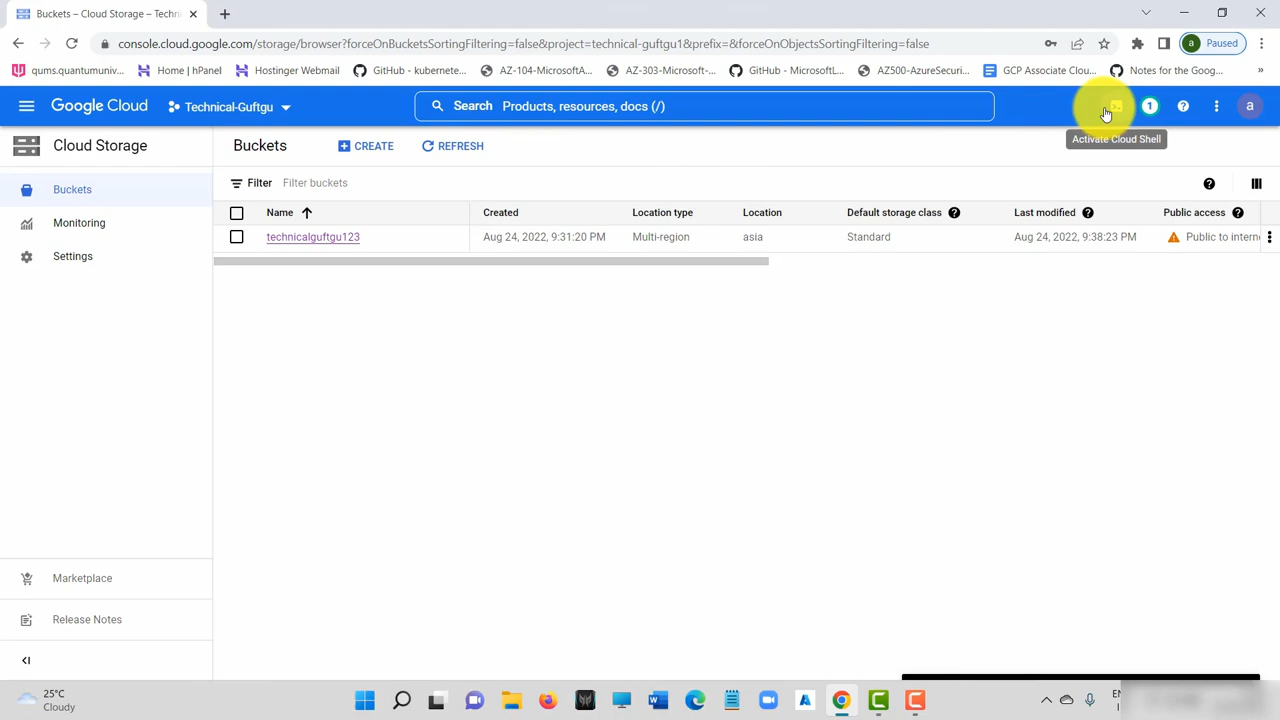 Buckets – Cloud Storage – Techni
console.cloud.google.com/storage/browser?forceOnBucketsSortingFiltering=false&project=technical-guftgu1&prefix=&forceOnObjectsSortingFiltering=false
a Paused
qums.quantumuniv... Home | hPanel Hostinger Webmail GitHub - kubernete... AZ-104-MicrosoftA... AZ-303-Microsoft-... GitHub - MicrosoftL... AZ500-AzureSecuri... GCP Associate Clou... Notes for the Goog... »
Google Cloud Technical-Guftgu Search Products, resources, docs (/) 1 a
Activate Cloud Shell
Cloud Storage
Buckets CREATE REFRESH
Buckets
Monitoring
Settings
Filter Filter buckets
Name Created Location type Location Default storage class Last modified Public access
technicalguftgu123 Aug 24, 2022, 9:31:20 PM Multi-region asia Standard Aug 24, 2022, 9:38:23 PM Public to intern
Marketplace
Release Notes
25°C
Cloudy